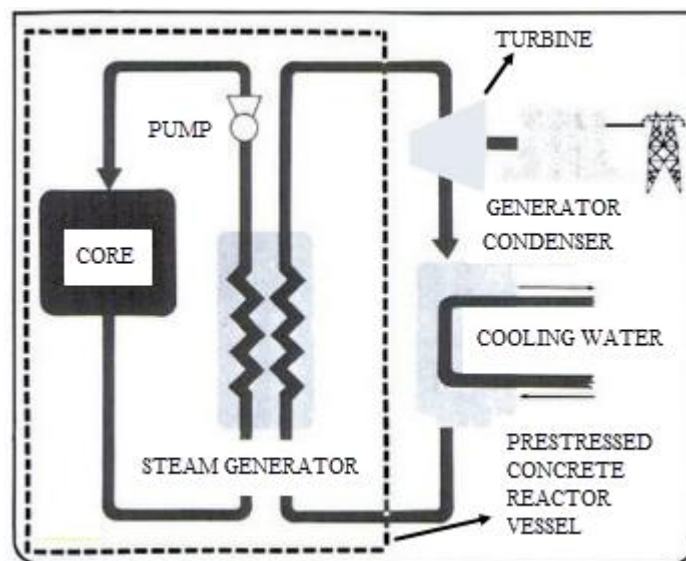 TURBINE
PUMP
GENERATOR
CONDENSER
CORE
COOLING WATER
STEAM GENERATOR
PRESTRESSED
CONCRETE
REACTOR
VESSEL